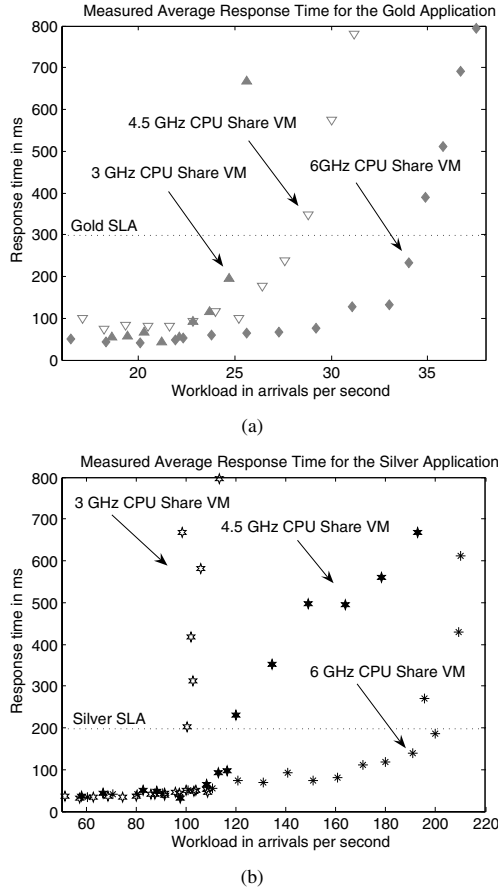 Measured Average Response Time for the Gold Application
800
700
600
500
400
300
200
100
0
Response time in ms
4.5 GHz CPU Share VM
3 GHz CPU Share VM
6GHz CPU Share VM
Gold SLA
20 25 30 35
Workload in arrivals per second
(a)
Measured Average Response Time for the Silver Application
800
700
600
500
400
300
200
100
0
Response time in ms
3 GHz CPU Share VM
4.5 GHz CPU Share VM
6 GHz CPU Share VM
Silver SLA
60 80 100 120 140 160 180 200 220
Workload in arrivals per second
(b)